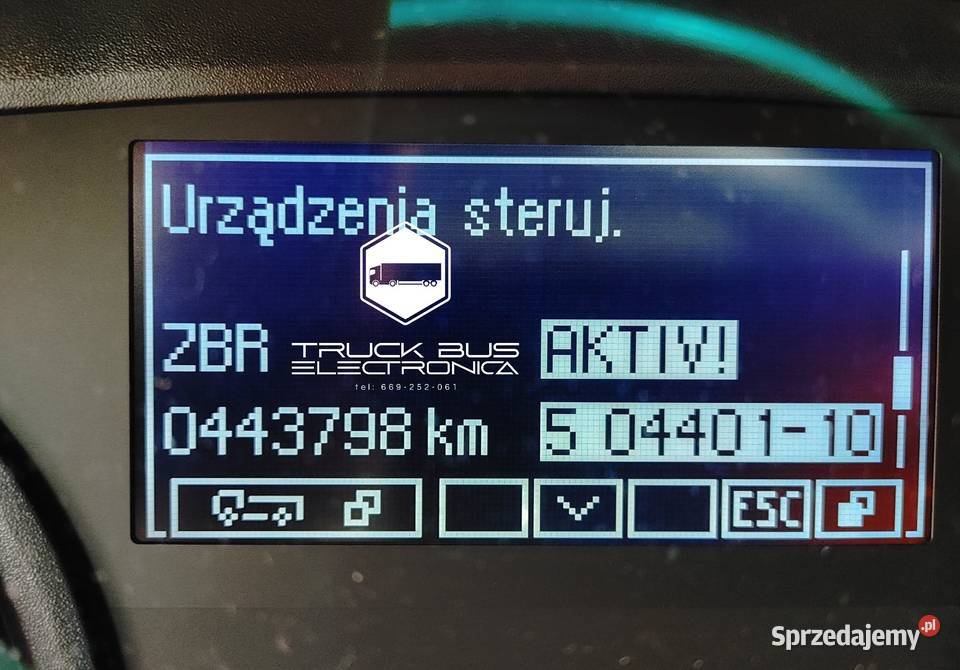 Urządzenia steruj.
TRUCK BUS
ELECTRONICA
tel: 669-252-061
ZBR AKTIV!
0443798 km 5 04401-10
ESC
Sprzedajemy.pl